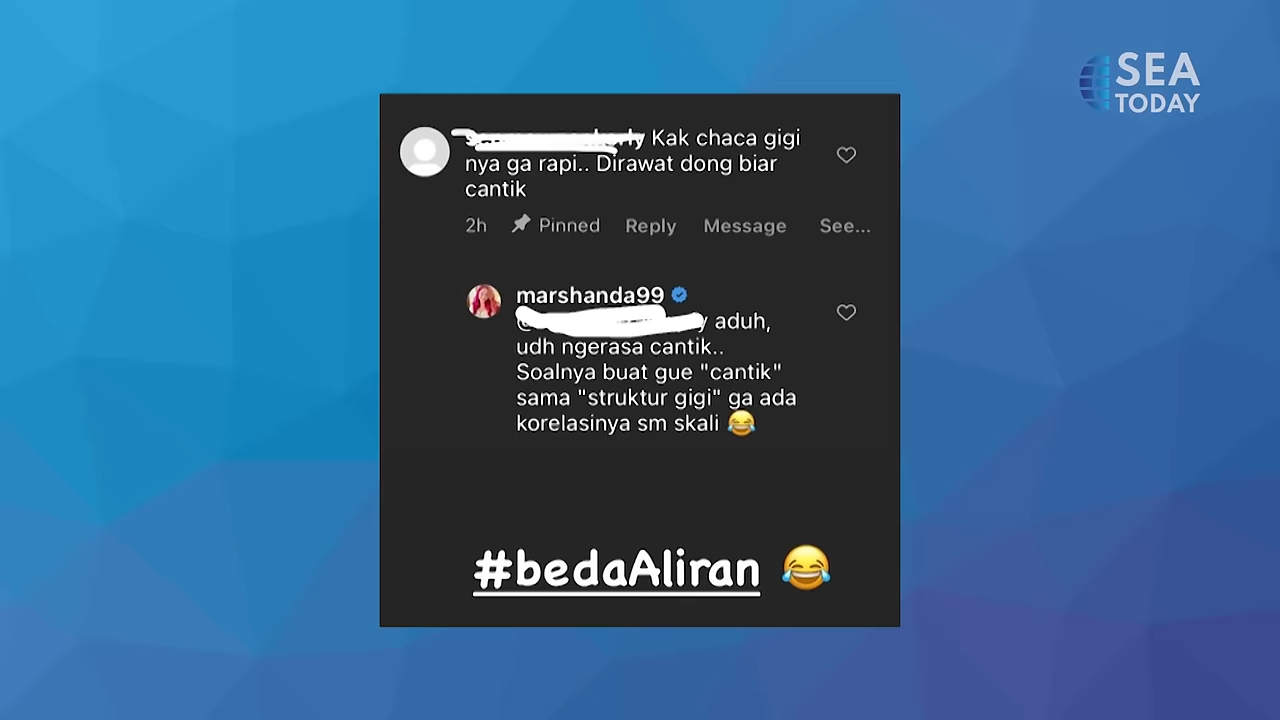 SEA
TODAY
Kak chaca gigi
nya ga rapi.. Dirawat dong biar
cantik
2h Pinned Reply Message See...
marshanda99
aduh,
udh ngerasa cantik..
Soalnya buat gue "cantik"
sama "struktur gigi" ga ada
korelasinya sm skali 😂
#bedaAliran 😂